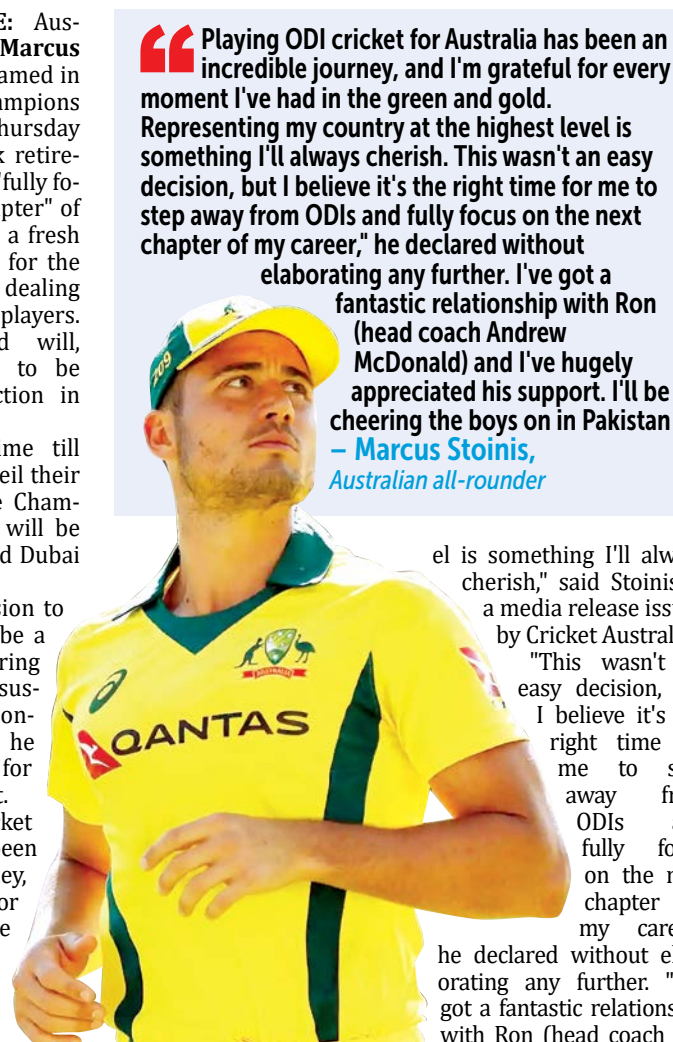 E: Aus-
Marcus
amed in
ampions
hursday
k retire-
"fully fo-
pter" of
a fresh
for the
dealing
players.
d will,
to be
ction in
me till
eil their
e Cham-
will be
d Dubai
sion to
be a
ring
sus-
on-
he
for
t.
ket
een
ey,
or
e
“Playing ODI cricket for Australia has been an
incredible journey, and I'm grateful for every
moment I've had in the green and gold.
Representing my country at the highest level is
something I'll always cherish. This wasn't an easy
decision, but I believe it's the right time for me to
step away from ODIs and fully focus on the next
chapter of my career," he declared without
elaborating any further. I've got a
fantastic relationship with Ron
(head coach Andrew
McDonald) and I've hugely
appreciated his support. I'll be
cheering the boys on in Pakistan
– Marcus Stoinis,
Australian all-rounder
209
AUSTRALIA
QANTAS
el is something I'll alw
cherish," said Stoinis
a media release iss
by Cricket Austral
"This wasn't
easy decision,
I believe it's
right time
me to s
away fr
ODIs a
fully fo
on the n
chapter
my care
he declared without el
orating any further. "
got a fantastic relations
with Ron (head coach